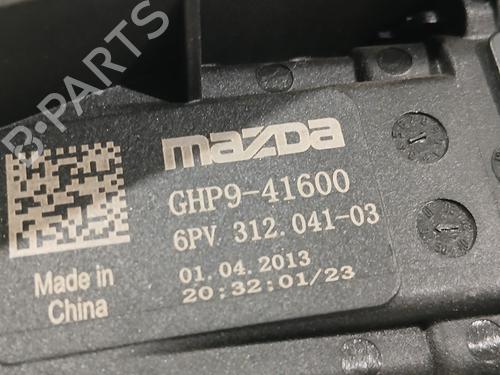 B-PARTS
mazda
GHP9-41600
6PV 312.041-03
Made in
China
01.04.2013
20:32:01/23